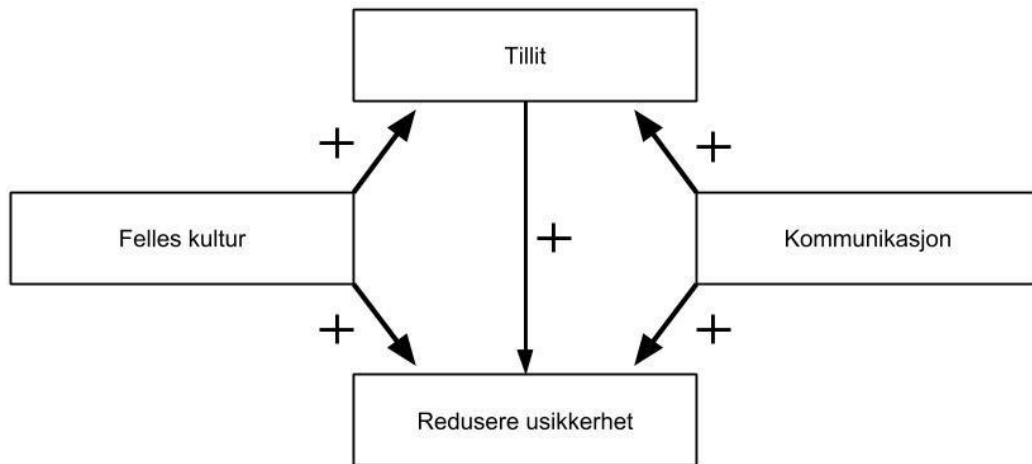 Tillit
+
+
Felles kultur
+
Kommunikasjon
+
+
Redusere usikkerhet